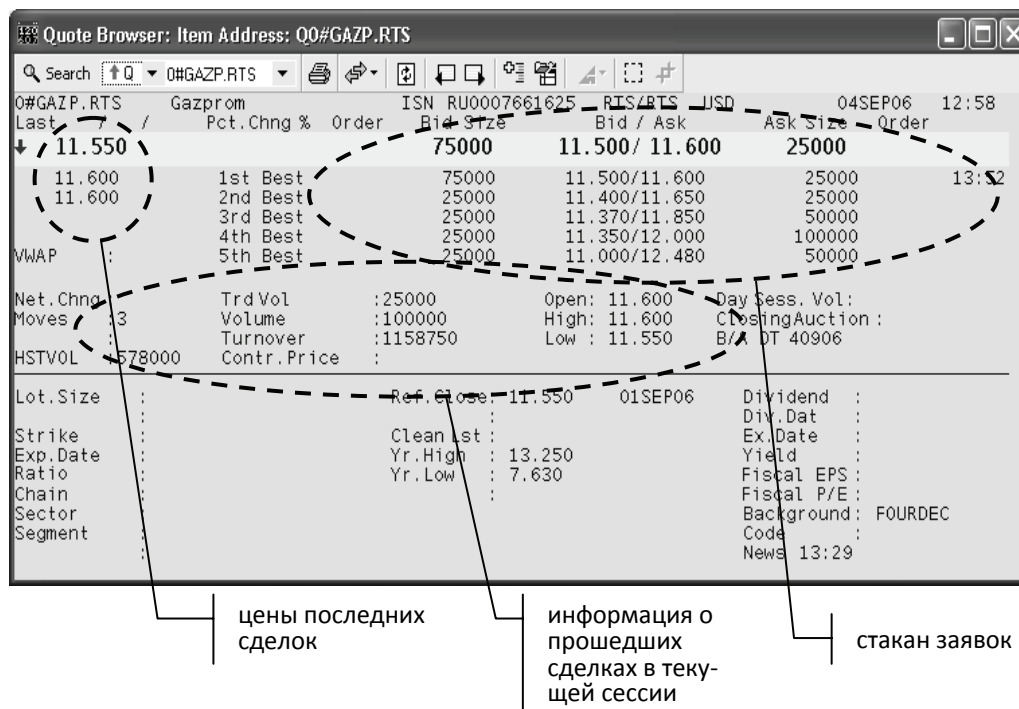 Quote Browser: Item Address: Q0#GAZP.RTS
Search Q 0#GAZP.RTS
0#GAZP.RTS Gazprom ISN RU0007661625 RTS/RTS USD 04SEP06 12:58
Last / / Pct.Chng % Order Bid Size Bid / Ask Ask Size Order
11.550 75000 11.500/ 11.600 25000
11.600 1st Best 75000 11.500/11.600 25000 13:52
11.600 2nd Best 25000 11.400/11.650 25000
3rd Best 25000 11.370/11.850 50000
4th Best 25000 11.350/12.000 100000
VWAP : 5th Best 25000 11.000/12.480 50000
Net.Chng : Trd Vol :25000 Open: 11.600 Day Sess. Vol:
Moves :3 Volume :100000 High: 11.600 ClosingAuction :
: Turnover :1158750 Low : 11.550 B/A DT 40906
HSTVOL :578000 Contr.Price :
Lot.Size : Ref.Close: 11.550 01SEP06 Dividend :
: : Div.Dat :
Strike : Clean Lst : Ex.Date :
Exp.Date : Yr.High : 13.250 Yield :
Ratio : Yr.Low : 7.630 Fiscal EPS :
Chain : : Fiscal P/E :
Sector : Background : FOURDEC
Segment : Code :
: News 13:29
цены последних
сделок
информация о
прошедших
сделках в теку-
щей сессии
стакан заявок